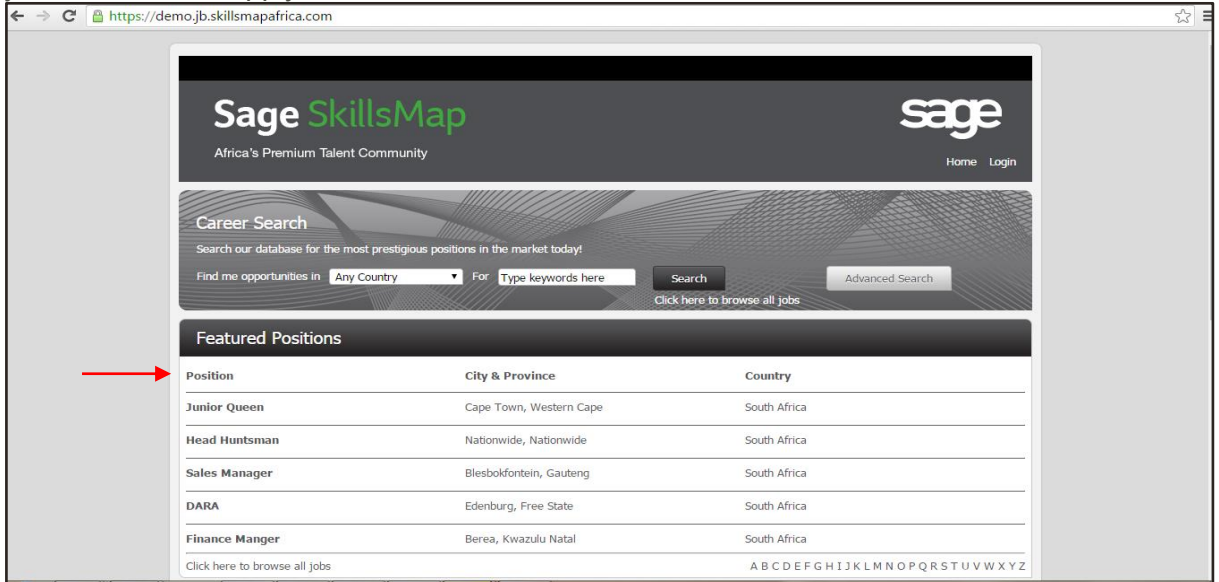 https://demo.jb.skillsmapafrica.com
Sage SkillsMap
sage
Africa's Premium Talent Community
Home Login
Career Search
Search our database for the most prestigious positions in the market today!
Find me opportunities in Any Country For Type keywords here Search Advanced Search
Click here to browse all jobs
Featured Positions
Position City & Province Country
Junior Queen Cape Town, Western Cape South Africa
Head Huntsman Nationwide, Nationwide South Africa
Sales Manager Blesbokfontein, Gauteng South Africa
DARA Edenburg, Free State South Africa
Finance Manger Berea, Kwazulu Natal South Africa
Click here to browse all jobs A B C D E F G H I J K L M N O P Q R S T U V W X Y Z